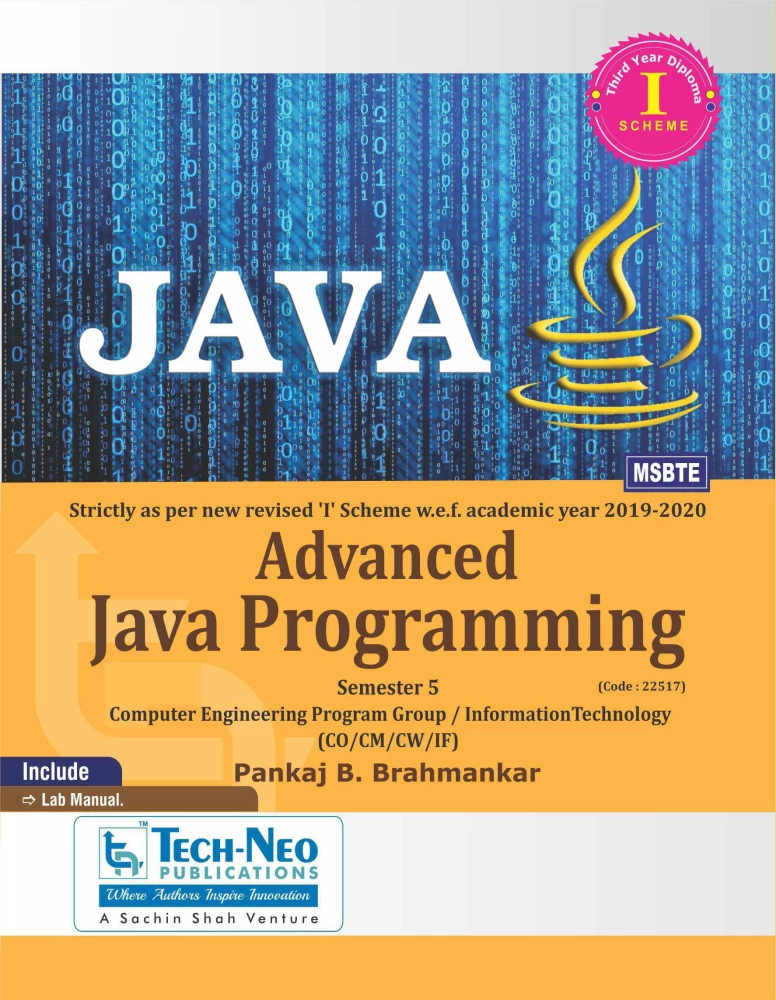 Third Year Diploma
I
SCHEME
JAVA
MSBTE
Strictly as per new revised 'I' Scheme w.e.f. academic year 2019-2020
Advanced
Java Programming
Semester 5
(Code : 22517)
Computer Engineering Program Group / InformationTechnology
(CO/CM/CW/IF)
Include
Pankaj B. Brahmankar
⇨ Lab Manual.
TM
TECH-NEO
PUBLICATIONS
Where Authors Inspire Innovation
A Sachin Shah Venture